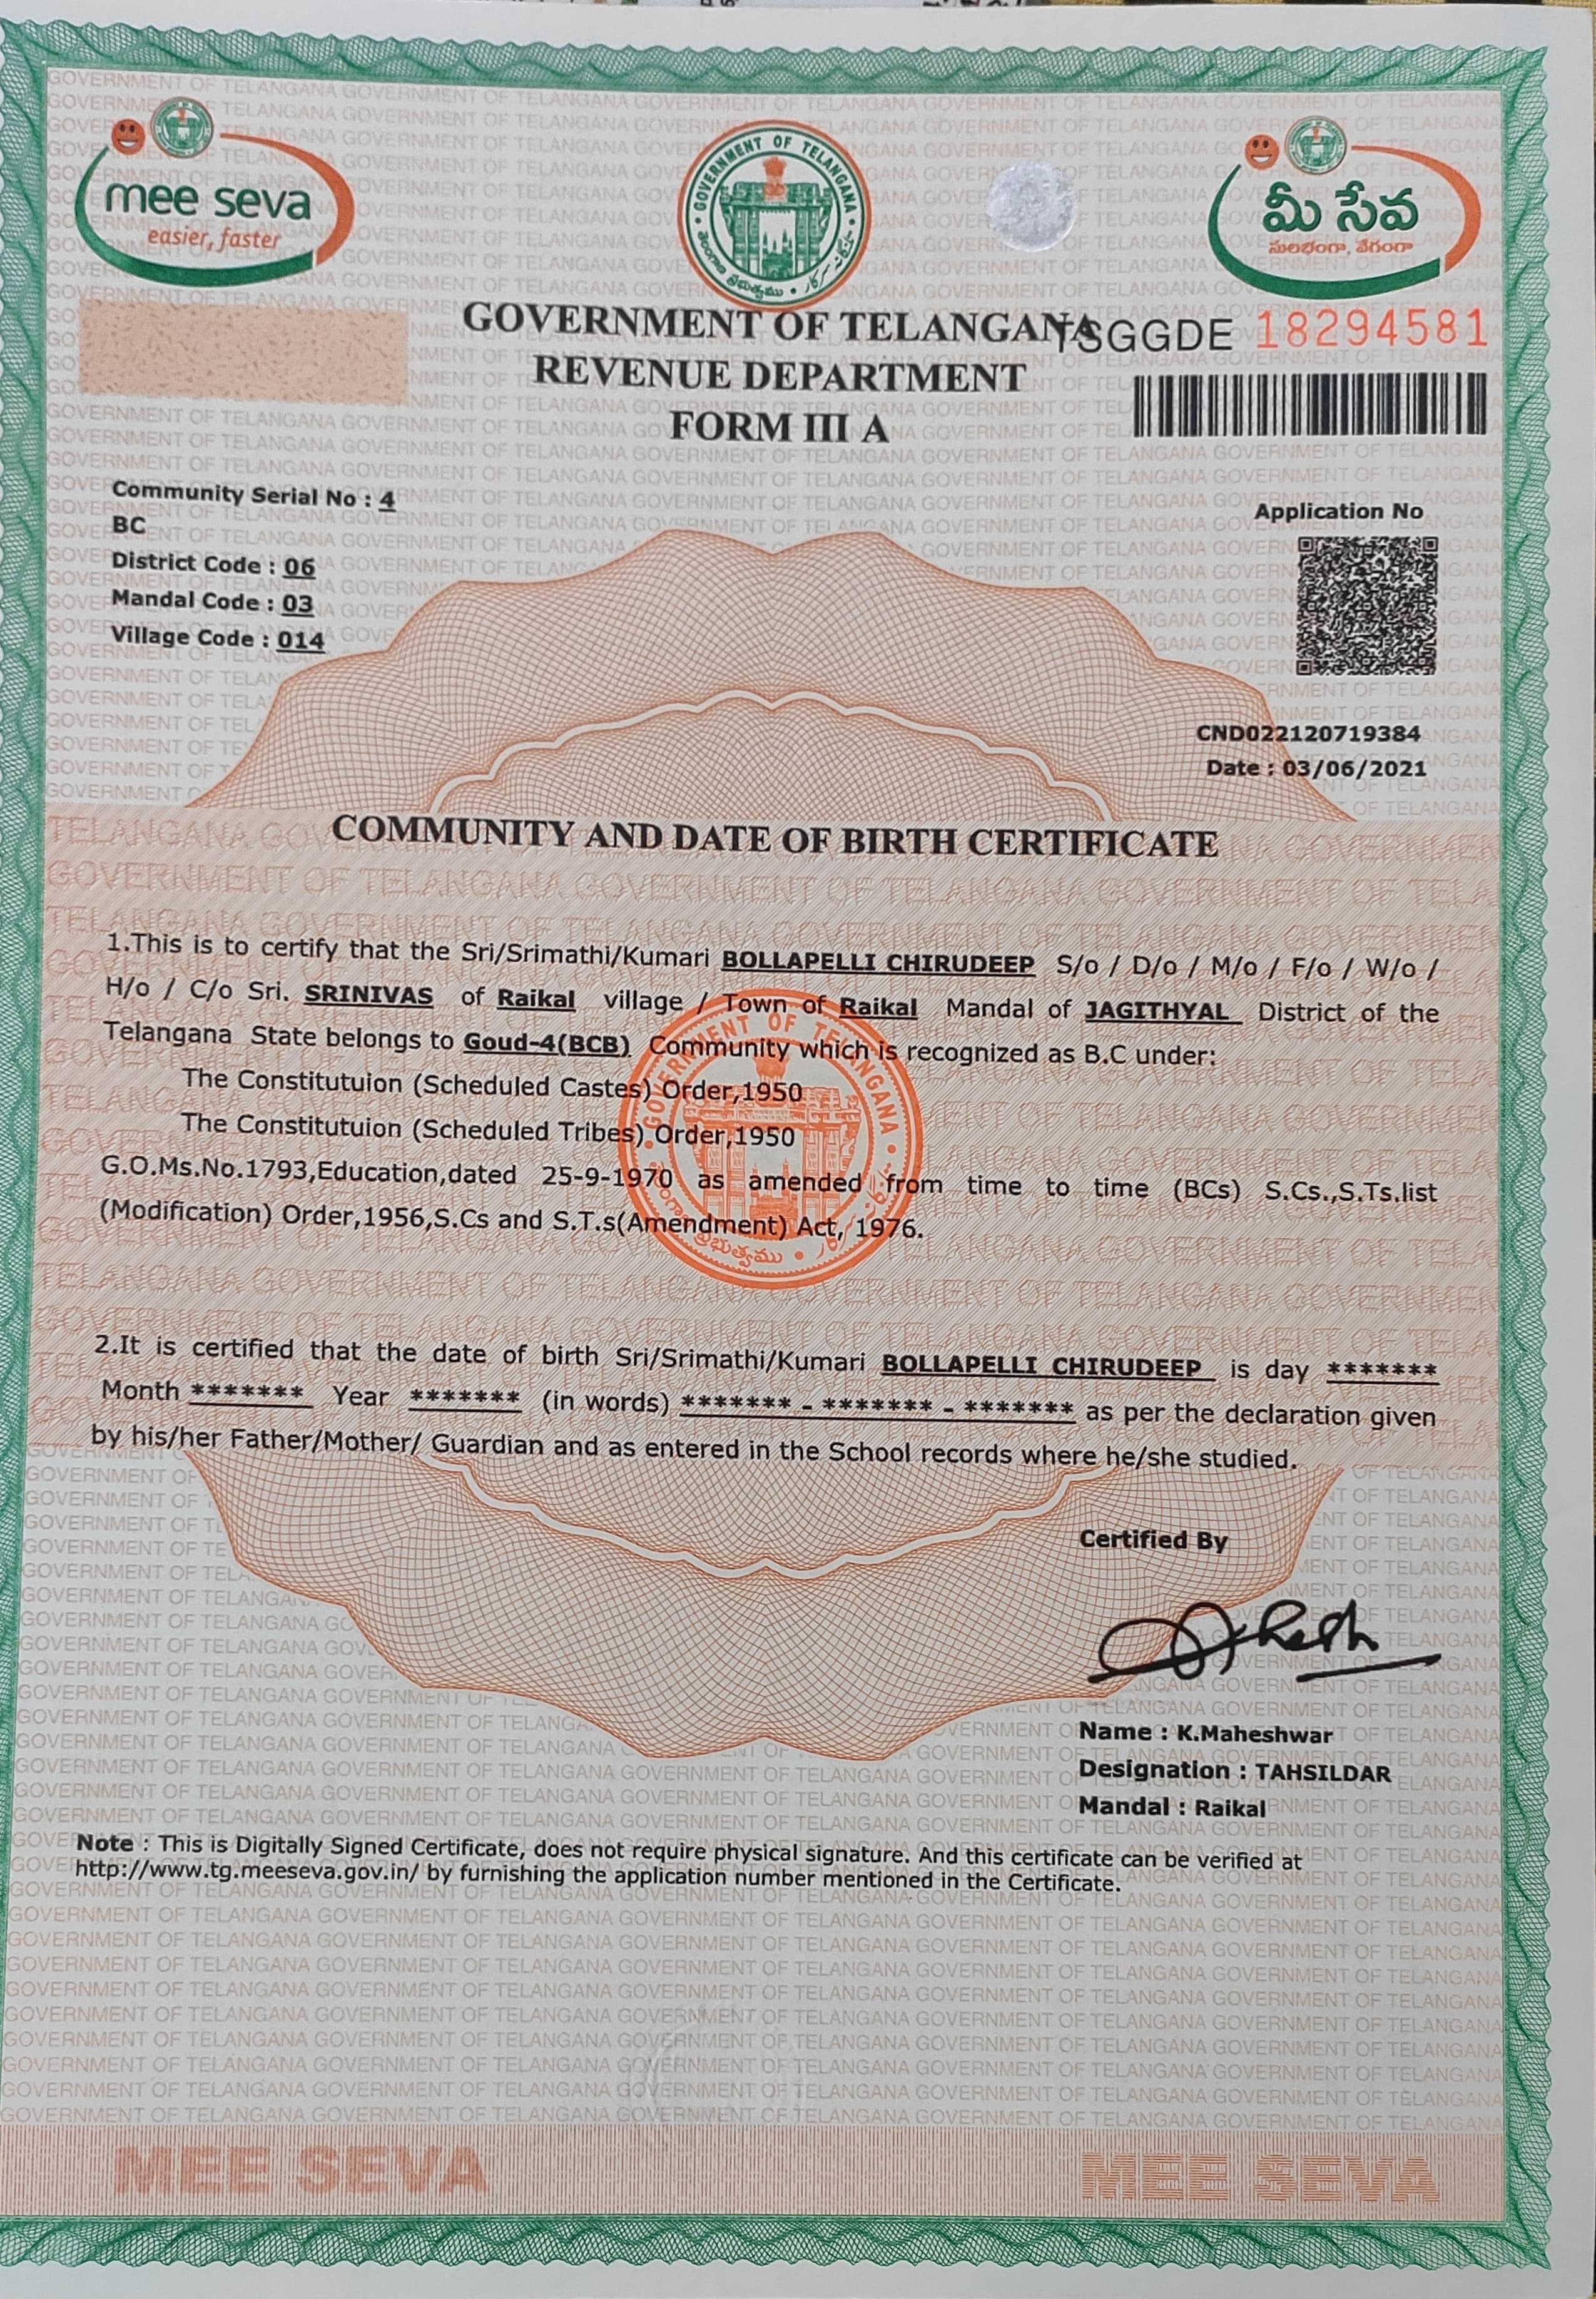 mee seva
easier, faster
GOVERNMENT OF TELANGANA
మీ సేవ
సులభంగా, వేగంగా
GOVERNMENT OF TELANGANA
REVENUE DEPARTMENT
FORM III A
TSGGDE 18294581
Community Serial No : 4
BC
District Code : 06
Mandal Code : 03
Village Code : 014
Application No
CND022120719384
Date : 03/06/2021
COMMUNITY AND DATE OF BIRTH CERTIFICATE
1.This is to certify that the Sri/Srimathi/Kumari BOLLAPELLI CHIRUDEEP S/o / D/o / M/o / F/o / W/o /
H/o / C/o Sri. SRINIVAS of Raikal village / Town of Raikal Mandal of JAGITHYAL District of the
Telangana State belongs to Goud-4(BCB) Community which is recognized as B.C under:
The Constitutuion (Scheduled Castes) Order,1950
The Constitutuion (Scheduled Tribes) Order,1950
G.O.Ms.No.1793,Education,dated 25-9-1970 as amended from time to time (BCs) S.Cs.,S.Ts.list
(Modification) Order,1956,S.Cs and S.T.s(Amendment) Act, 1976.
2.It is certified that the date of birth Sri/Srimathi/Kumari BOLLAPELLI CHIRUDEEP is day *******
Month ******* Year ******* (in words) ******* - ******* - ******* as per the declaration given
by his/her Father/Mother/ Guardian and as entered in the School records where he/she studied.
Certified By
Name : K.Maheshwar
Designation : TAHSILDAR
Mandal : Raikal
Note : This is Digitally Signed Certificate, does not require physical signature. And this certificate can be verified at
http://www.tg.meeseva.gov.in/ by furnishing the application number mentioned in the Certificate.
MEE SEVA
MEE SEVA